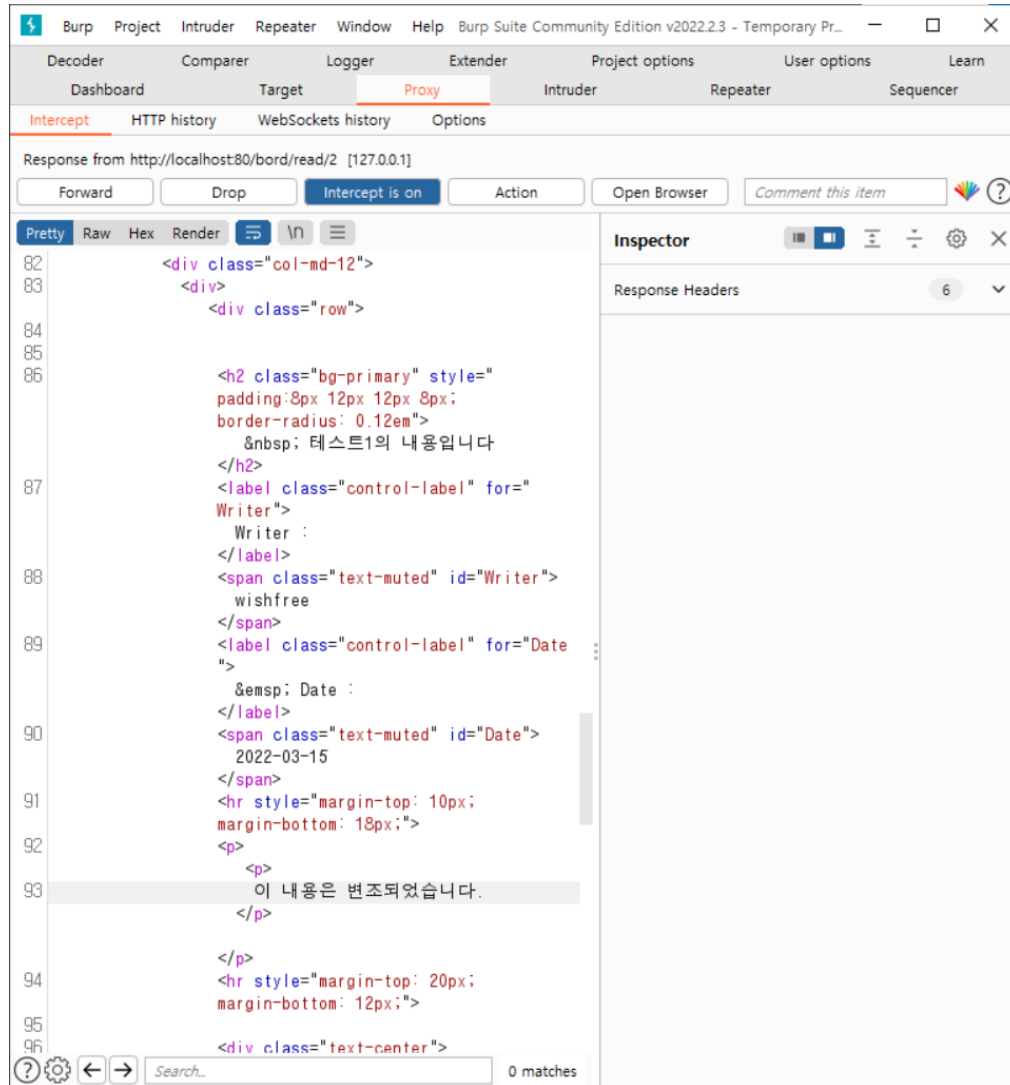 Burp Project Intruder Repeater Window Help Burp Suite Community Edition v2022.2.3 - Temporary Pr...
Decoder Comparer Logger Extender Project options User options Learn
Dashboard Target Proxy Intruder Repeater Sequencer
Intercept HTTP history WebSockets history Options
Response from http://localhost:80/bord/read/2 [127.0.0.1]
Forward Drop Intercept is on Action Open Browser Comment this item ?
Pretty Raw Hex Render \n
Inspector
Response Headers 6
82 <div class="col-md-12">
83 <div>
<div class="row">
84
85
86 <h2 class="bg-primary" style="
padding:8px 12px 12px 8px;
border-radius: 0.12em">
&nbsp; 테스트1의 내용입니다
</h2>
87 <label class="control-label" for="
Writer">
Writer :
</label>
88 <span class="text-muted" id="Writer">
wishfree
</span>
89 <label class="control-label" for="Date
">
&emsp; Date :
</label>
90 <span class="text-muted" id="Date">
2022-03-15
</span>
91 <hr style="margin-top: 10px;
margin-bottom: 18px;">
92 <p>
<p>
93 이 내용은 변조되었습니다.
</p>
</p>
94 <hr style="margin-top: 20px;
margin-bottom: 12px;">
95
96 <div class="text-center">
? Search... 0 matches